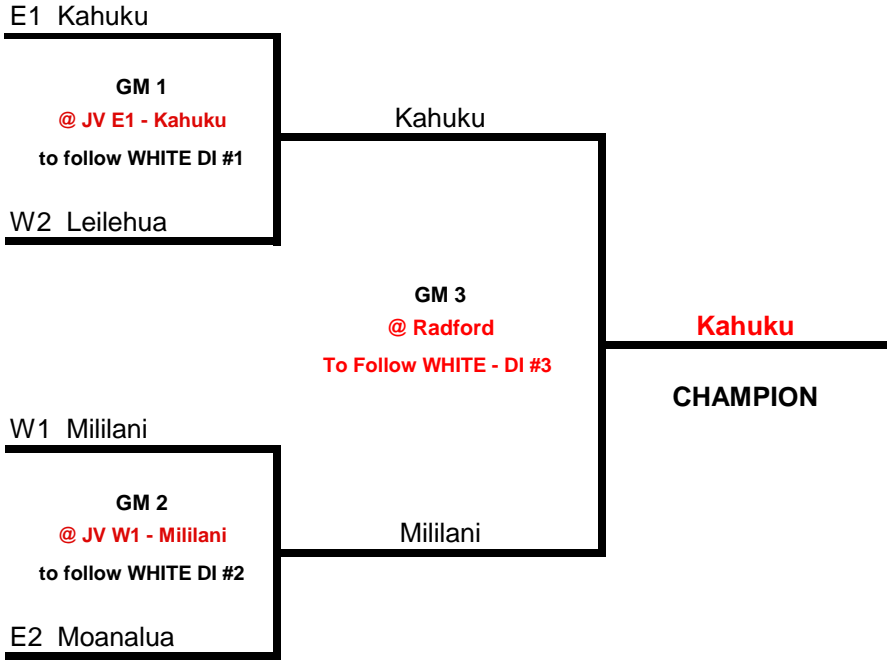 E1 Kahuku
GM 1
@ JV E1 - Kahuku
to follow WHITE DI #1
Kahuku
W2 Leilehua
GM 3
@ Radford
To Follow WHITE - DI #3
Kahuku
CHAMPION
W1 Mililani
GM 2
@ JV W1 - Mililani
to follow WHITE DI #2
Mililani
E2 Moanalua